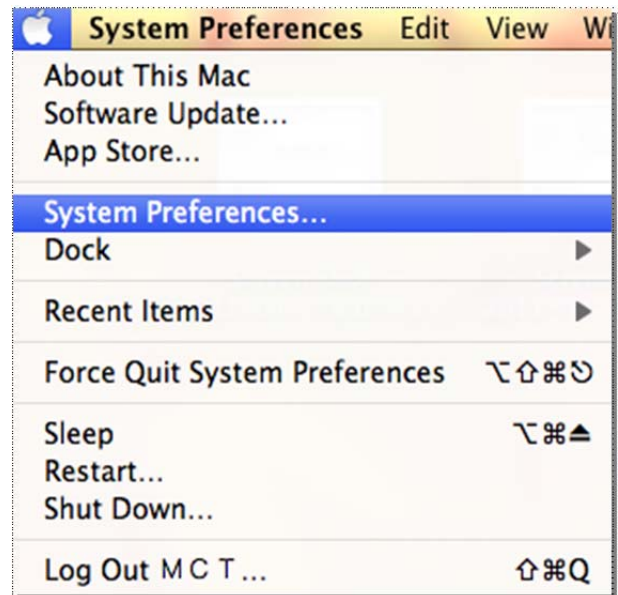 System Preferences Edit View Wi
About This Mac
Software Update...
App Store...
System Preferences...
Dock ▶
Recent Items ▶
Force Quit System Preferences ⌥⇧⌘⎋
Sleep ⌥⌘⏏
Restart...
Shut Down...
Log Out M C T ... ⇧⌘Q